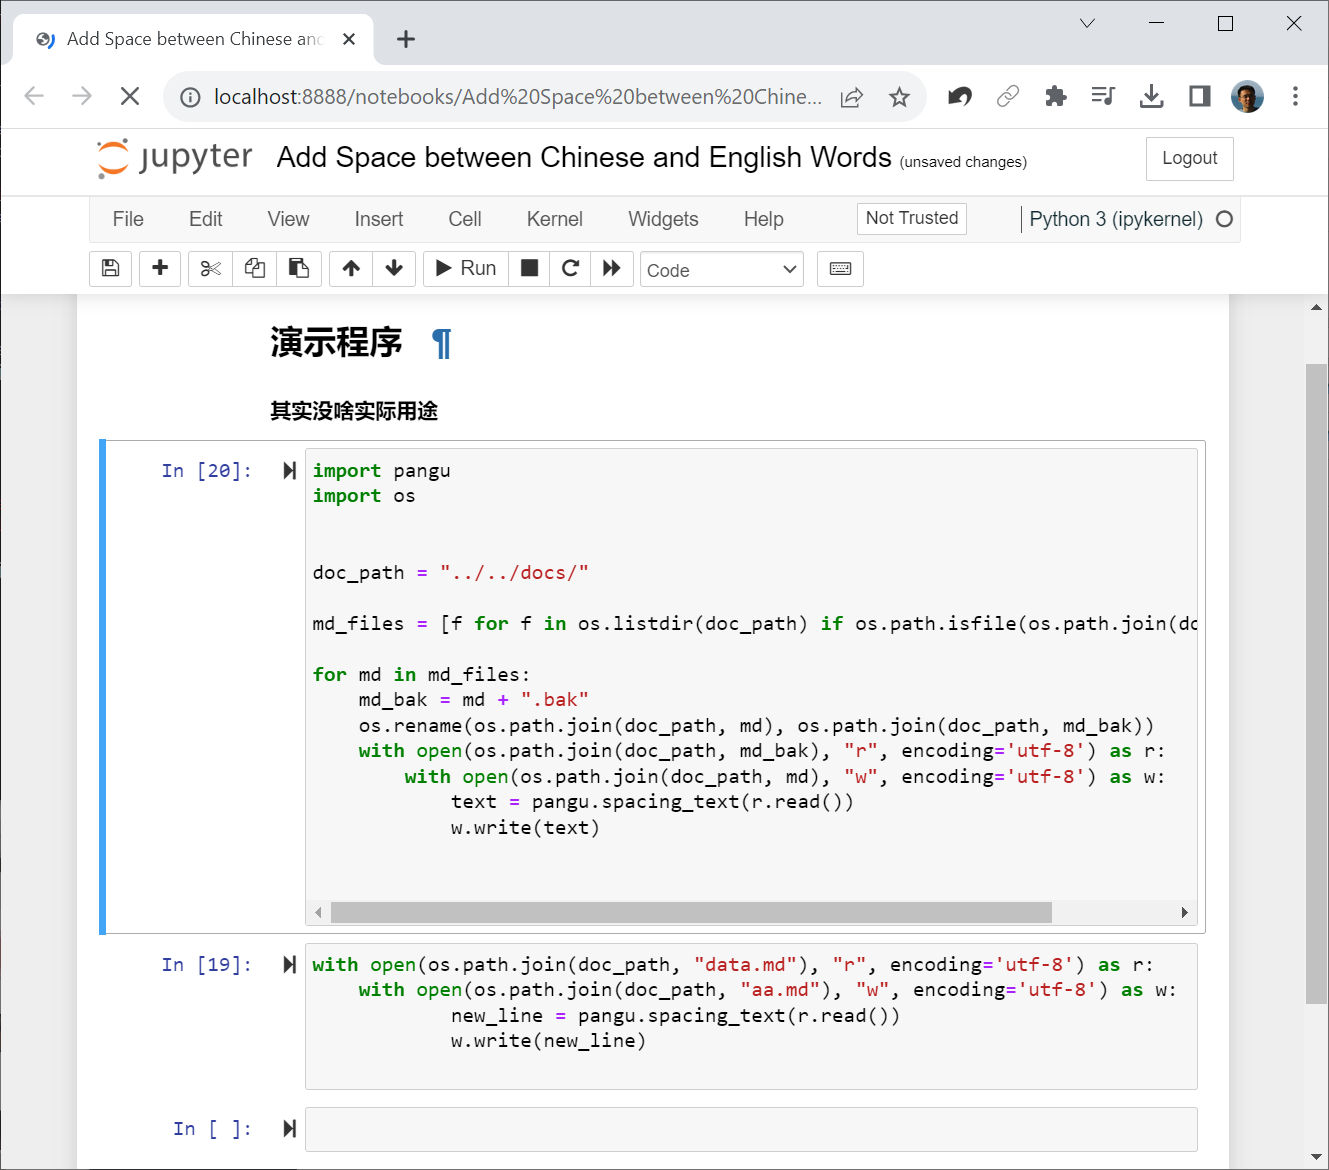 Add Space between Chinese and
localhost:8888/notebooks/Add%20Space%20between%20Chine...
jupyter Add Space between Chinese and English Words (unsaved changes) Logout
File Edit View Insert Cell Kernel Widgets Help Not Trusted Python 3 (ipykernel)
Run Code
演示程序 ¶
其实没啥实际用途
In [20]: import pangu
import os
doc_path = "../../docs/"
md_files = [f for f in os.listdir(doc_path) if os.path.isfile(os.path.join(do
for md in md_files:
    md_bak = md + ".bak"
    os.rename(os.path.join(doc_path, md), os.path.join(doc_path, md_bak))
    with open(os.path.join(doc_path, md_bak), "r", encoding='utf-8') as r:
        with open(os.path.join(doc_path, md), "w", encoding='utf-8') as w:
            text = pangu.spacing_text(r.read())
            w.write(text)
In [19]: with open(os.path.join(doc_path, "data.md"), "r", encoding='utf-8') as r:
    with open(os.path.join(doc_path, "aa.md"), "w", encoding='utf-8') as w:
            new_line = pangu.spacing_text(r.read())
            w.write(new_line)
In [ ]: